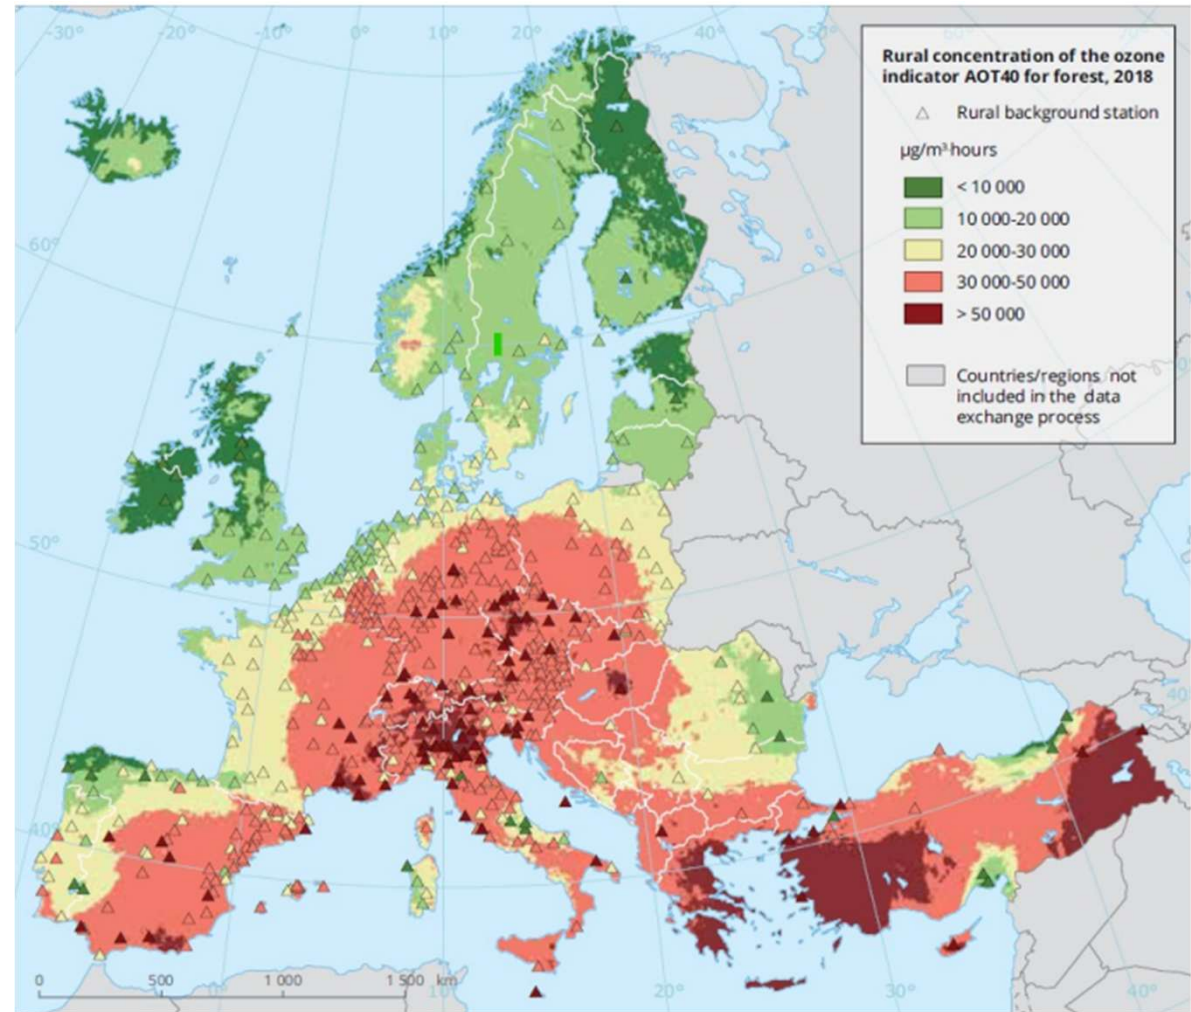 -30°
-20°
-10°
0°
10°
20°
30°
40°
50°
60°
70°
Rural concentration of the ozone
indicator AOT40 for forest, 2018
Rural background station
µg/m³·hours
< 10 000
10 000-20 000
20 000-30 000
30 000-50 000
> 50 000
Countries/regions not
included in the data
exchange process
60°
50°
40°
40
0 500 1 000 1 500 km
10°
20°
30°
40°